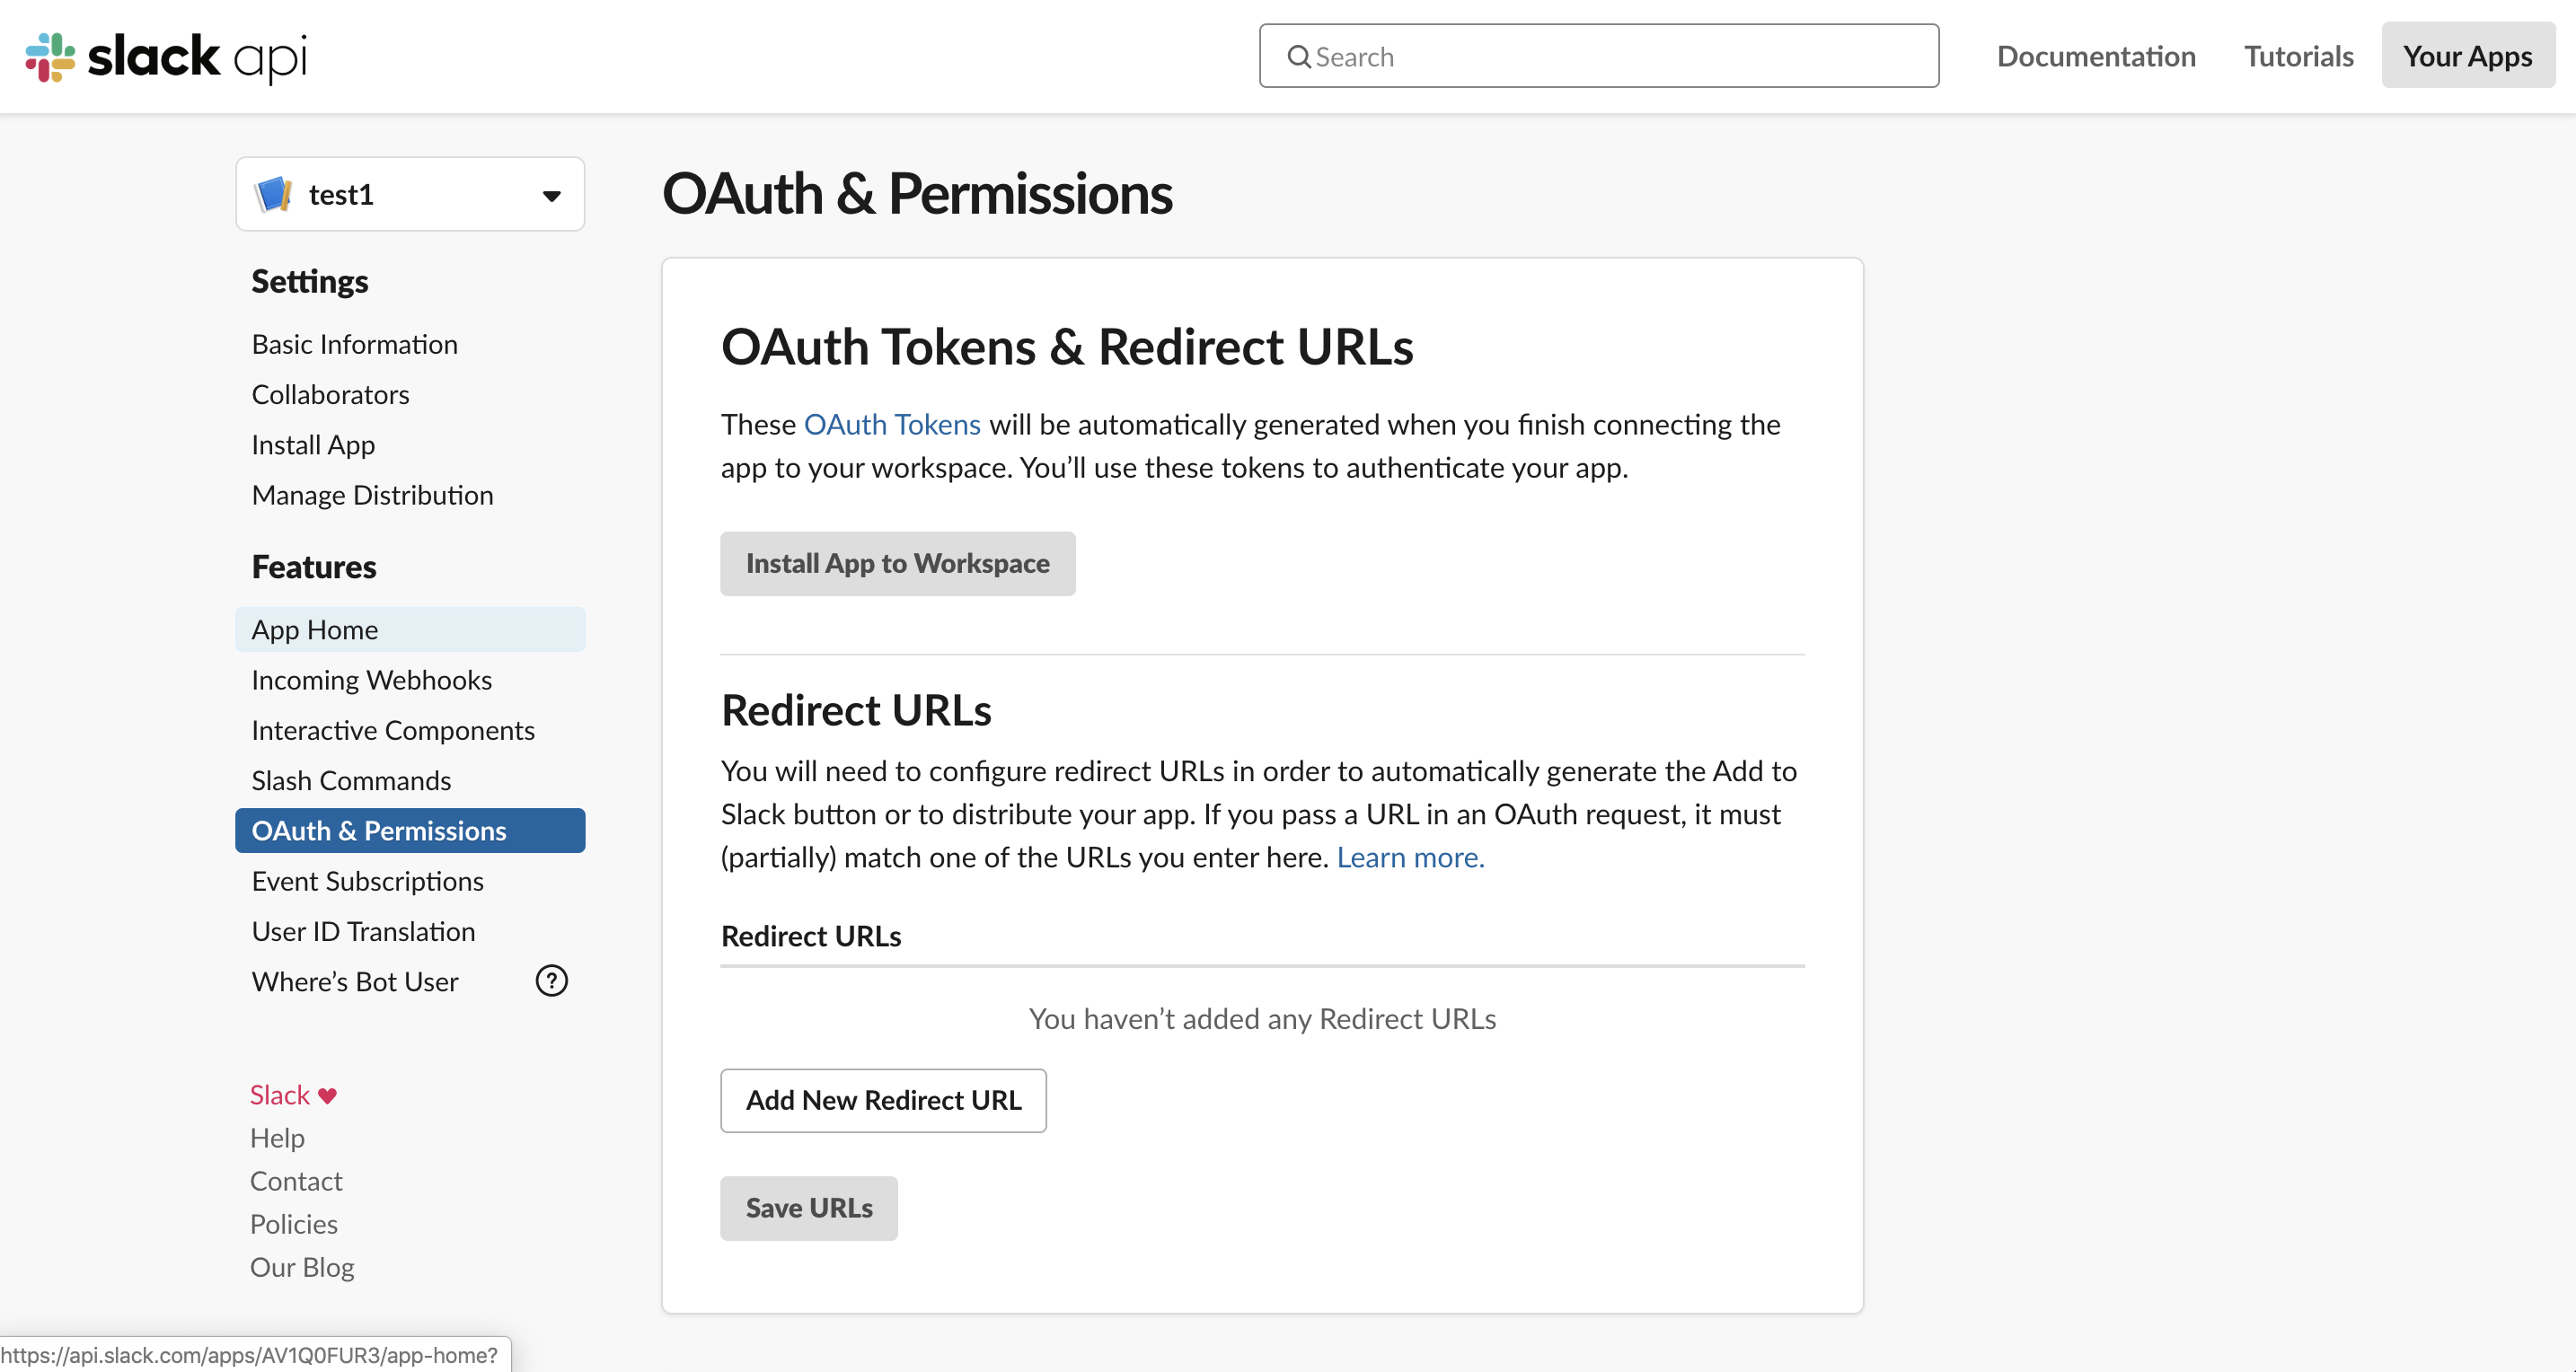 slack api
Search
Documentation
Tutorials
Your Apps
test1
Settings
Basic Information
Collaborators
Install App
Manage Distribution
Features
App Home
Incoming Webhooks
Interactive Components
Slash Commands
OAuth & Permissions
Event Subscriptions
User ID Translation
Where’s Bot User
?
Slack ♥
Help
Contact
Policies
Our Blog
OAuth & Permissions
OAuth Tokens & Redirect URLs
These OAuth Tokens will be automatically generated when you finish connecting the
app to your workspace. You’ll use these tokens to authenticate your app.
Install App to Workspace
Redirect URLs
You will need to configure redirect URLs in order to automatically generate the Add to
Slack button or to distribute your app. If you pass a URL in an OAuth request, it must
(partially) match one of the URLs you enter here. Learn more.
Redirect URLs
You haven’t added any Redirect URLs
Add New Redirect URL
Save URLs
https://api.slack.com/apps/AV1Q0FUR3/app-home?